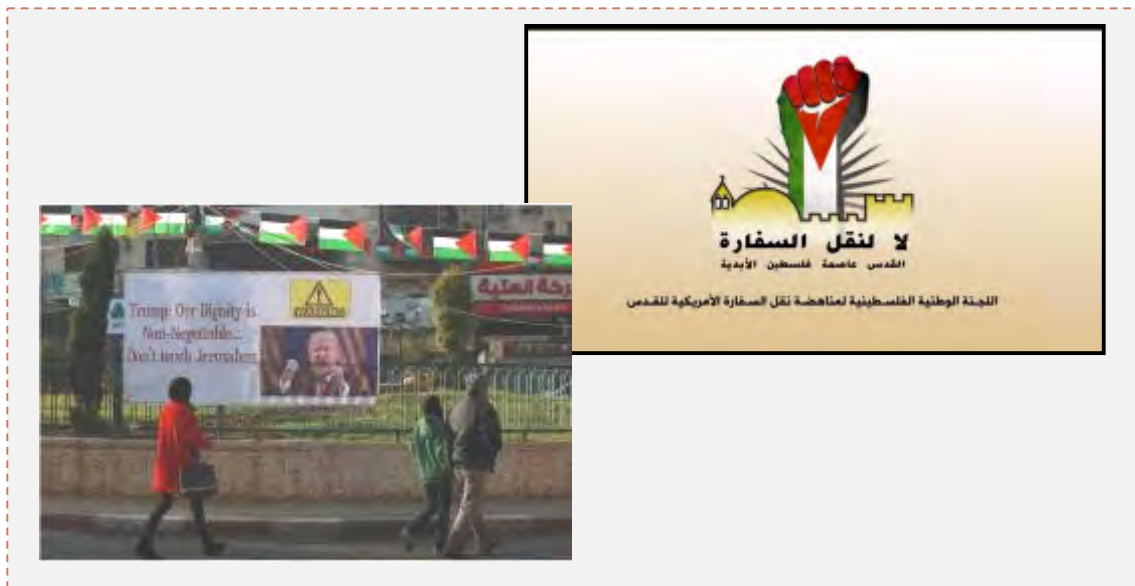 لا لنقل السفارة
القدس عاصمة فلسطين الأبدية
اللجنة الوطنية الفلسطينية لمناهضة نقل السفارة الأمريكية للقدس
Trump: Our Dignity is
Non-Negotiable...
Don't touch Jerusalem